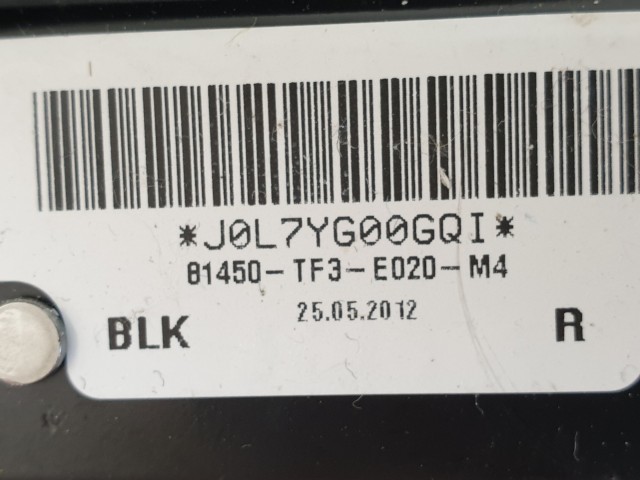 *J0L7YG00GQI*
81450-TF3-E020-M4
25.05.2012
BLK R